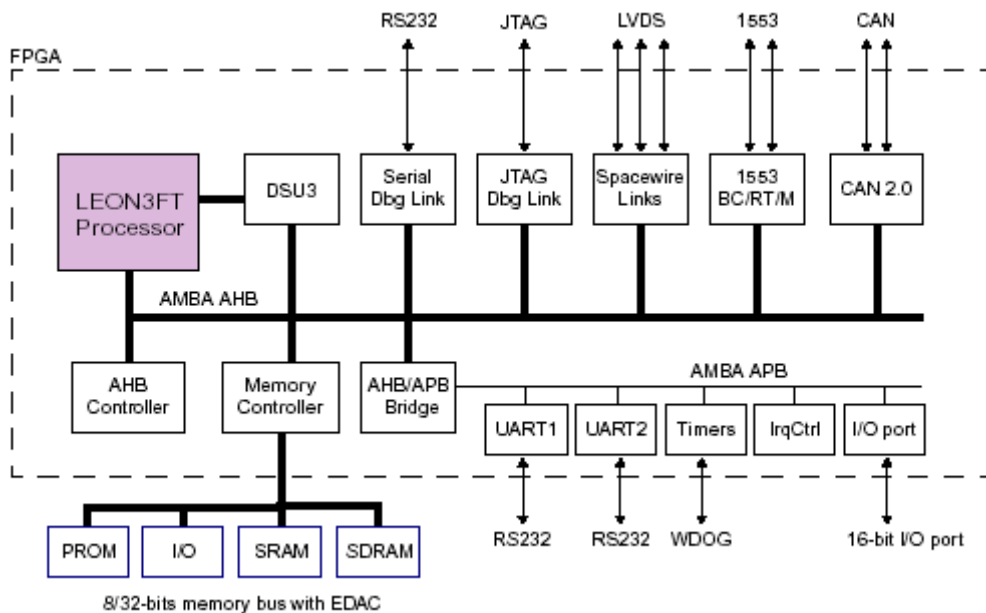 RS232
JTAG
LVDS
1553
CAN
FPGA
LEON3FT
Processor
DSU3
Serial
Dbg Link
JTAG
Dbg Link
Spacewire
Links
1553
BC/RT/M
CAN 2.0
AMBA AHB
AHB
Controller
Memory
Controller
AHB/APB
Bridge
AMBA APB
UART1
UART2
Timers
IrqCtrl
I/O port
PROM
I/O
SRAM
SDRAM
RS232
RS232
WDOG
16-bit I/O port
8/32-bits memory bus with EDAC